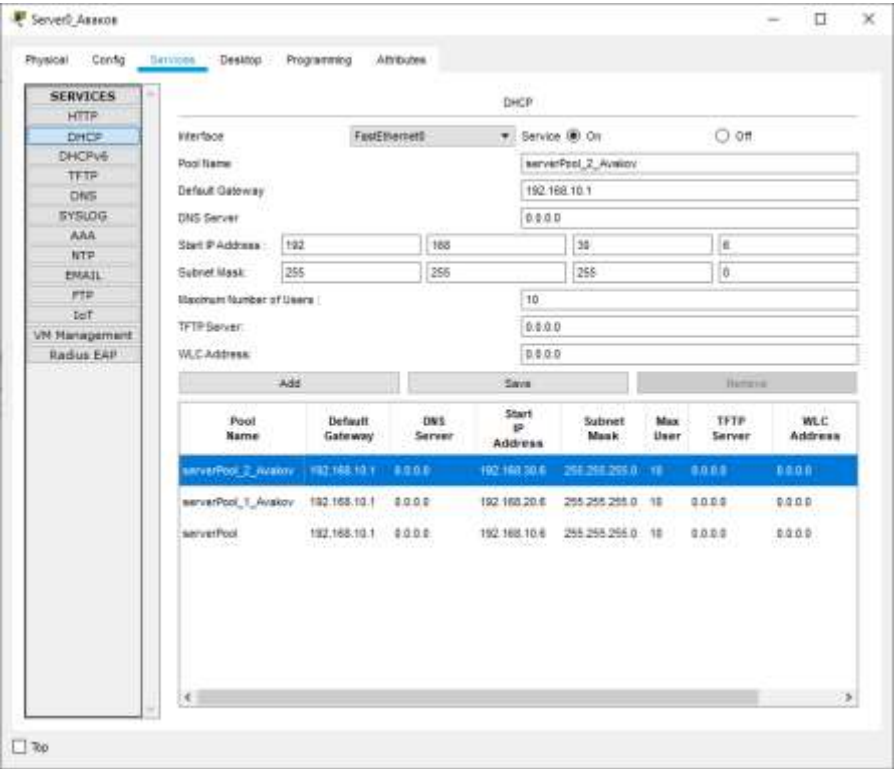 Server0_Аваков
Physical Config Services Desktop Programming Attributes
SERVICES
HTTP
DHCP
DHCPv6
TFTP
DNS
SYSLOG
AAA
NTP
EMAIL
FTP
IoT
VM Management
Radius EAP
DHCP
Interface FastEthernet0 Service On Off
Pool Name serverPool_2_Avakov
Default Gateway 192.168.10.1
DNS Server 0.0.0.0
Start IP Address : 192 168 30 6
Subnet Mask: 255 255 255 0
Maximum Number of Users : 10
TFTP Server: 0.0.0.0
WLC Address: 0.0.0.0
Add Save Remove
Pool Name Default Gateway DNS Server Start IP Address Subnet Mask Max User TFTP Server WLC Address
serverPool_2_Avakov 192.168.10.1 0.0.0.0 192.168.30.6 255.255.255.0 10 0.0.0.0 0.0.0.0
serverPool_1_Avakov 192.168.10.1 0.0.0.0 192.168.20.6 255.255.255.0 10 0.0.0.0 0.0.0.0
serverPool 192.168.10.1 0.0.0.0 192.168.10.6 255.255.255.0 10 0.0.0.0 0.0.0.0
Top